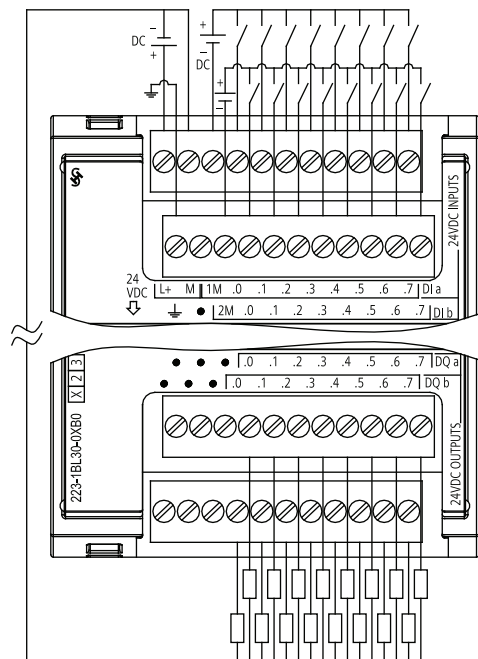 −
−
+
DC
+
− DC
+
−
24VDC INPUTS
24 VDC
L+ M 1M .0 .1 .2 .3 .4 .5 .6 .7 DI a
2M .0 .1 .2 .3 .4 .5 .6 .7 DI b
.0 .1 .2 .3 .4 .5 .6 .7 DQ a
.0 .1 .2 .3 .4 .5 .6 .7 DQ b
X 2 3
223-1BL30-0XB0
24VDC OUTPUTS